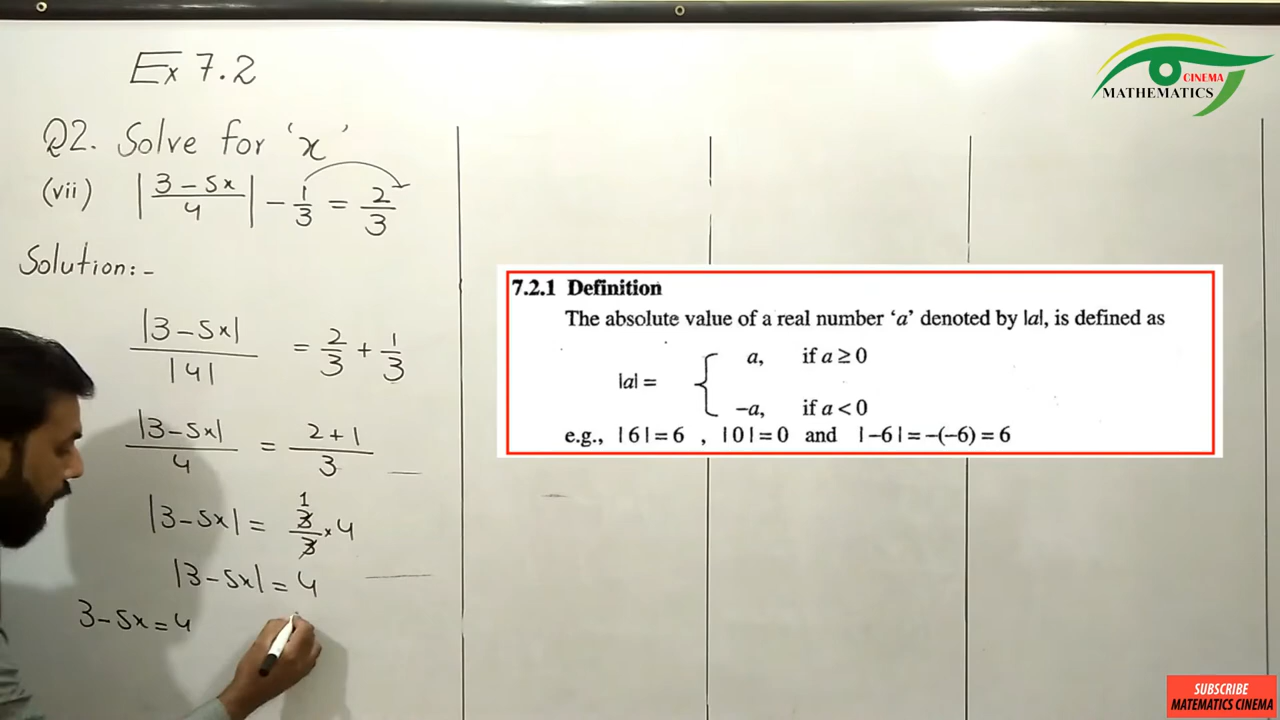 Ex 7.2
Q2. Solve for 'x'
(vii) |3-5x/4| - 1/3 = 2/3
Solution:-
|3-5x|/|4| = 2/3 + 1/3
|3-5x|/4 = 2+1/3
|3-5x| = 3/3 × 4
1
|3-5x| = 4
3-5x=4
CINEMA
MATHEMATICS
7.2.1 Definition
The absolute value of a real number 'a' denoted by |a|, is defined as
|a| = { a, if a ≥ 0
-a, if a < 0
e.g., |6| = 6 , |0| = 0 and |-6| = -(-6) = 6
SUBSCRIBE
MATEMATICS CINEMA